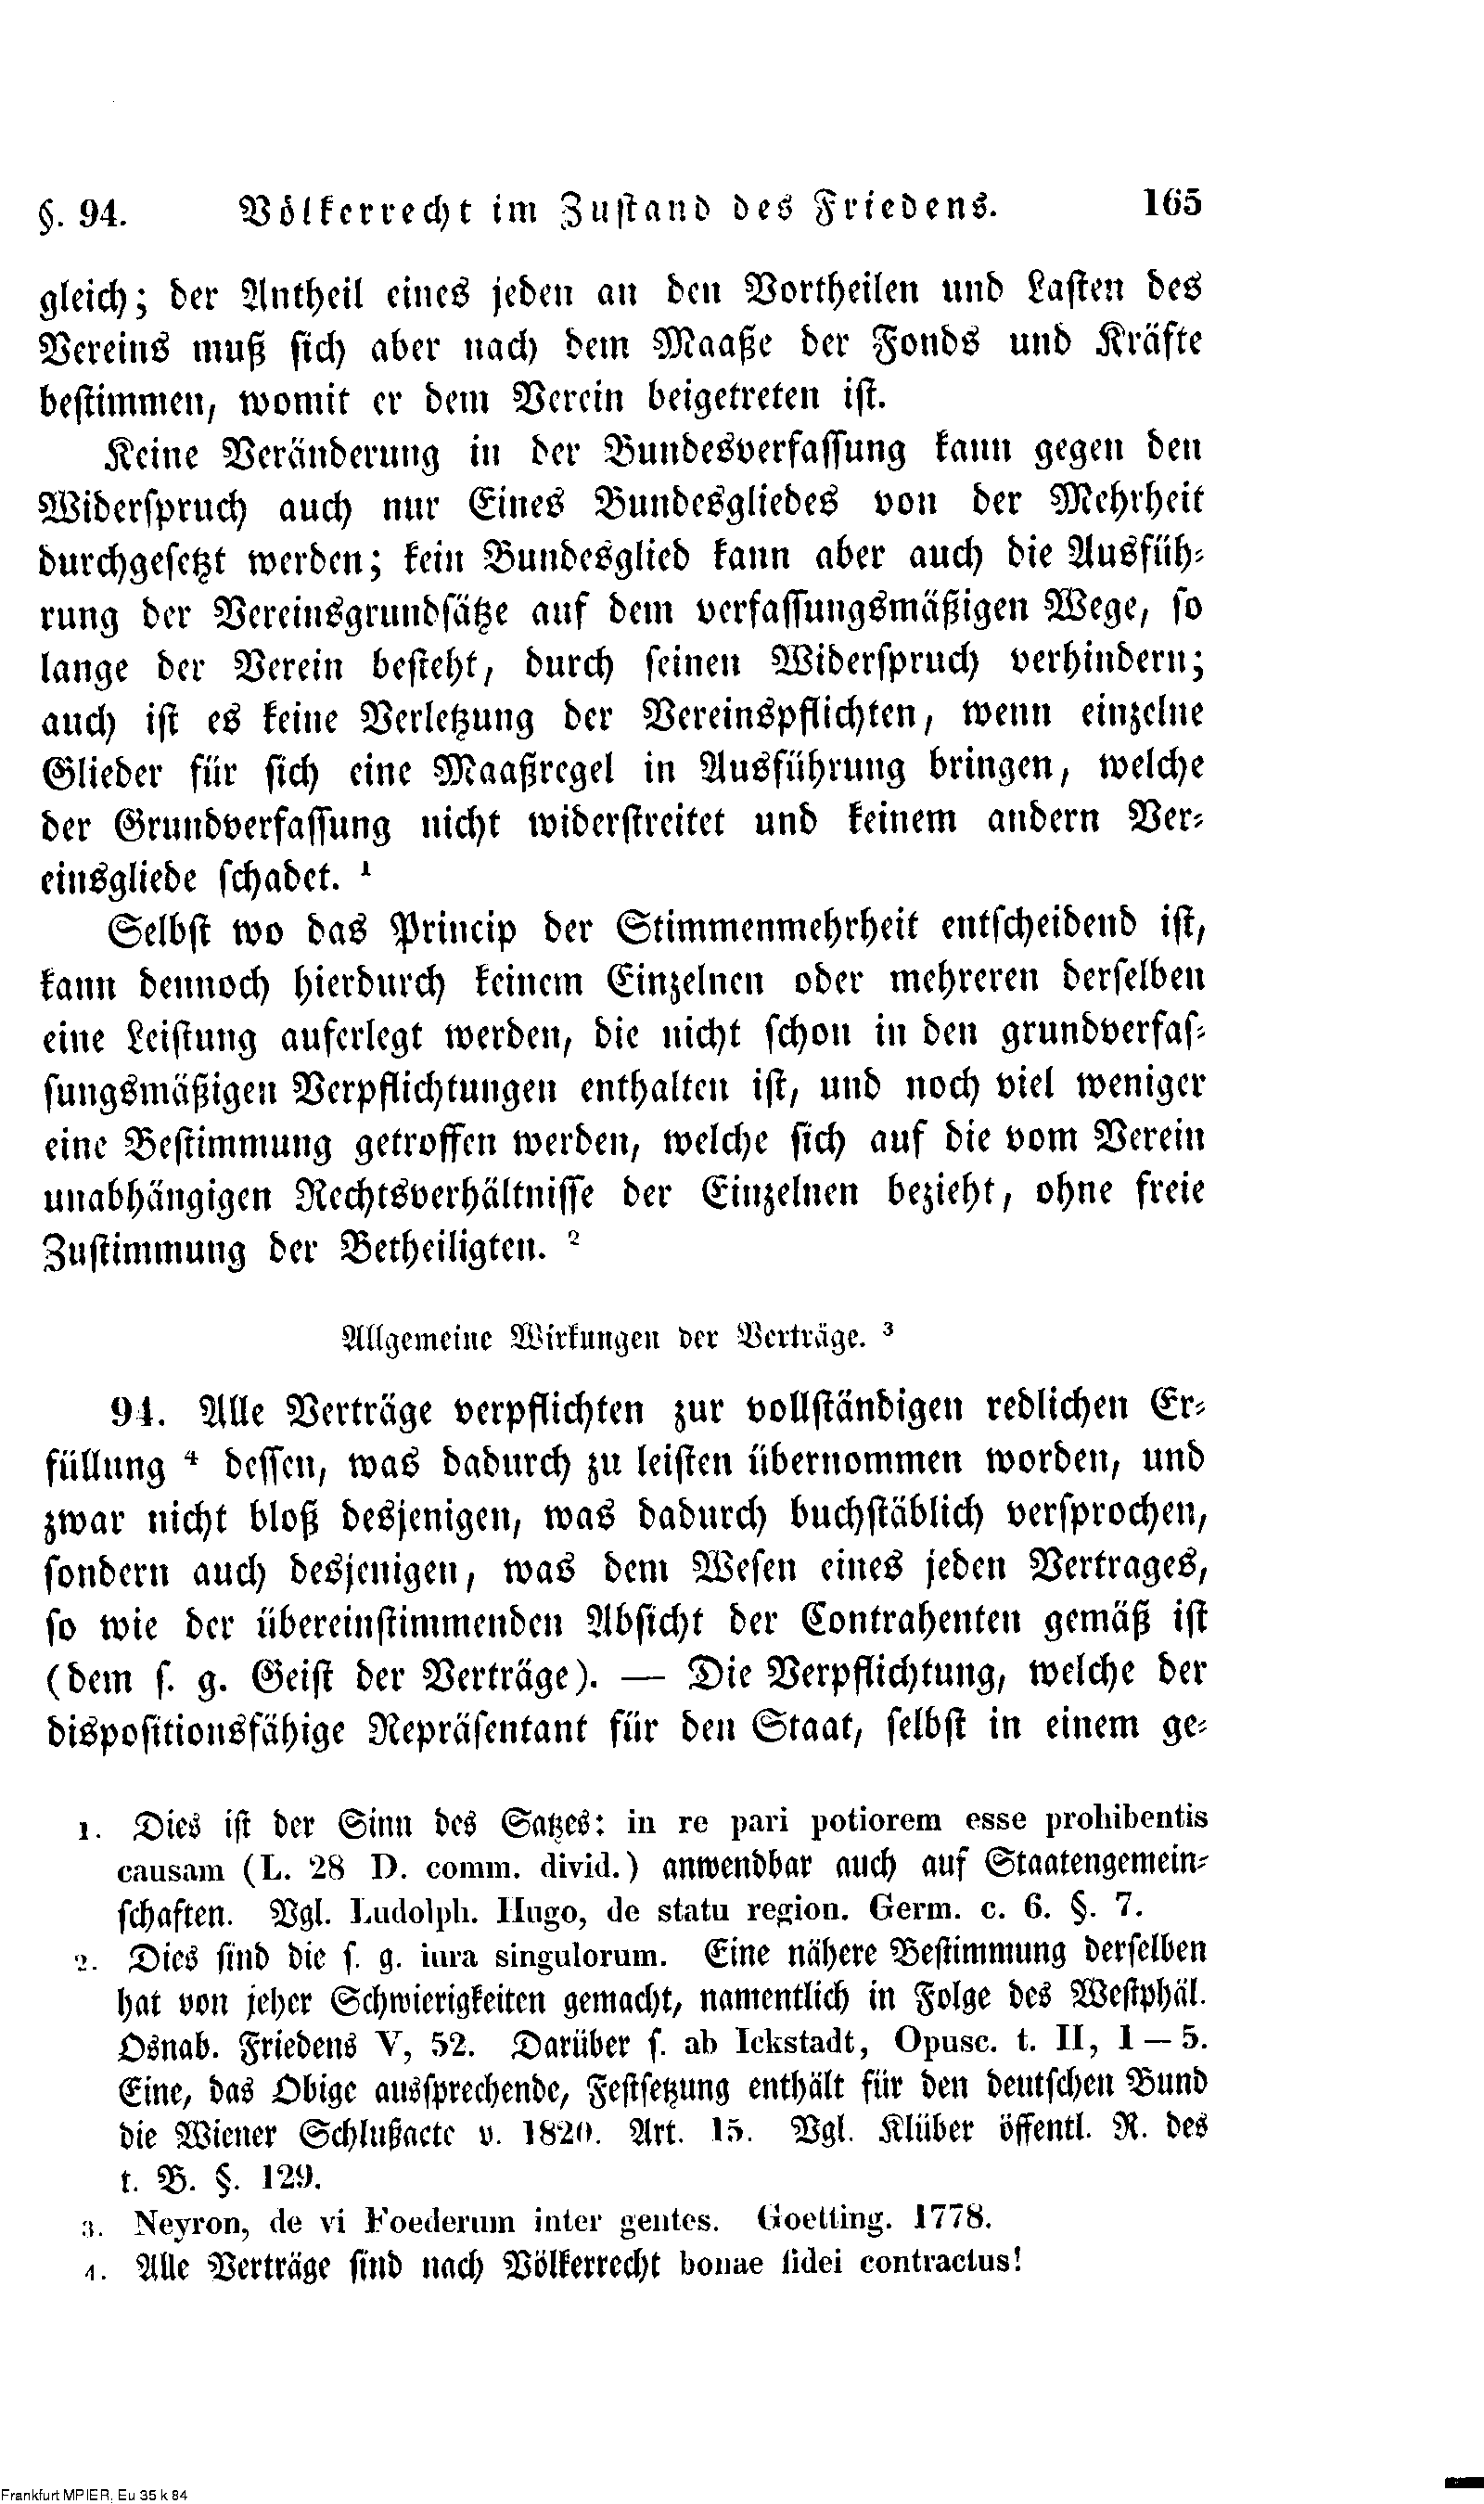 §. 94. Völkerrecht im Zustand des Friedens. 165
gleich; der Antheil eines jeden an den Vortheilen und Lasten des
Vereins muß sich aber nach dem Maaße der Fonds und Kräfte
bestimmen, womit er dem Verein beigetreten ist.
Keine Veränderung in der Bundesverfassung kann gegen den
Widerspruch auch nur Eines Bundesgliedes von der Mehrheit
durchgesetzt werden; kein Bundesglied kann aber auch die Ausfüh-
rung der Vereinsgrundsätze auf dem verfassungsmäßigen Wege, so
lange der Verein besteht, durch seinen Widerspruch verhindern;
auch ist es keine Verletzung der Vereinspflichten, wenn einzelne
Glieder für sich eine Maaßregel in Ausführung bringen, welche
der Grundverfassung nicht widerstreitet und keinem andern Ver-
einsgliede schadet. 1
Selbst wo das Princip der Stimmenmehrheit entscheidend ist,
kann dennoch hierdurch keinem Einzelnen oder mehreren derselben
eine Leistung auferlegt werden, die nicht schon in den grundverfas-
sungsmäßigen Verpflichtungen enthalten ist, und noch viel weniger
eine Bestimmung getroffen werden, welche sich auf die vom Verein
unabhängigen Rechtsverhältnisse der Einzelnen bezieht, ohne freie
Zustimmung der Betheiligten. 2
Allgemeine Wirkungen der Verträge. 3
94. Alle Verträge verpflichten zur vollständigen redlichen Er-
füllung 4 dessen, was dadurch zu leisten übernommen worden, und
zwar nicht bloß desjenigen, was dadurch buchstäblich versprochen,
sondern auch desjenigen, was dem Wesen eines jeden Vertrages,
so wie der übereinstimmenden Absicht der Contrahenten gemäß ist
(dem s. g. Geist der Verträge). — Die Verpflichtung, welche der
dispositionsfähige Repräsentant für den Staat, selbst in einem ge-
1. Dies ist der Sinn des Satzes: in re pari potiorem esse prohibentis
causam (L. 28 D. comm. divid.) anwendbar auch auf Staatengemein-
schaften. Vgl. Ludolph. Hugo, de statu region. Germ. c. 6. §. 7.
2. Dies sind die s. g. iura singulorum. Eine nähere Bestimmung derselben
hat von jeher Schwierigkeiten gemacht, namentlich in Folge des Westphäl.
Osnab. Friedens V, 52. Darüber s. ab Ickstadt, Opusc. t. II, 1 — 5.
Eine, das Obige aussprechende, Festsetzung enthält für den deutschen Bund
die Wiener Schlußacte v. 1820. Art. 15. Vgl. Klüber öffentl. R. des
t. B. §. 129.
3. Neyron, de vi Foederum inter gentes. Goetting. 1778.
4. Alle Verträge sind nach Völkerrecht bonae fidei contractus!
Frankfurt MPIER, Eu 35 k 84